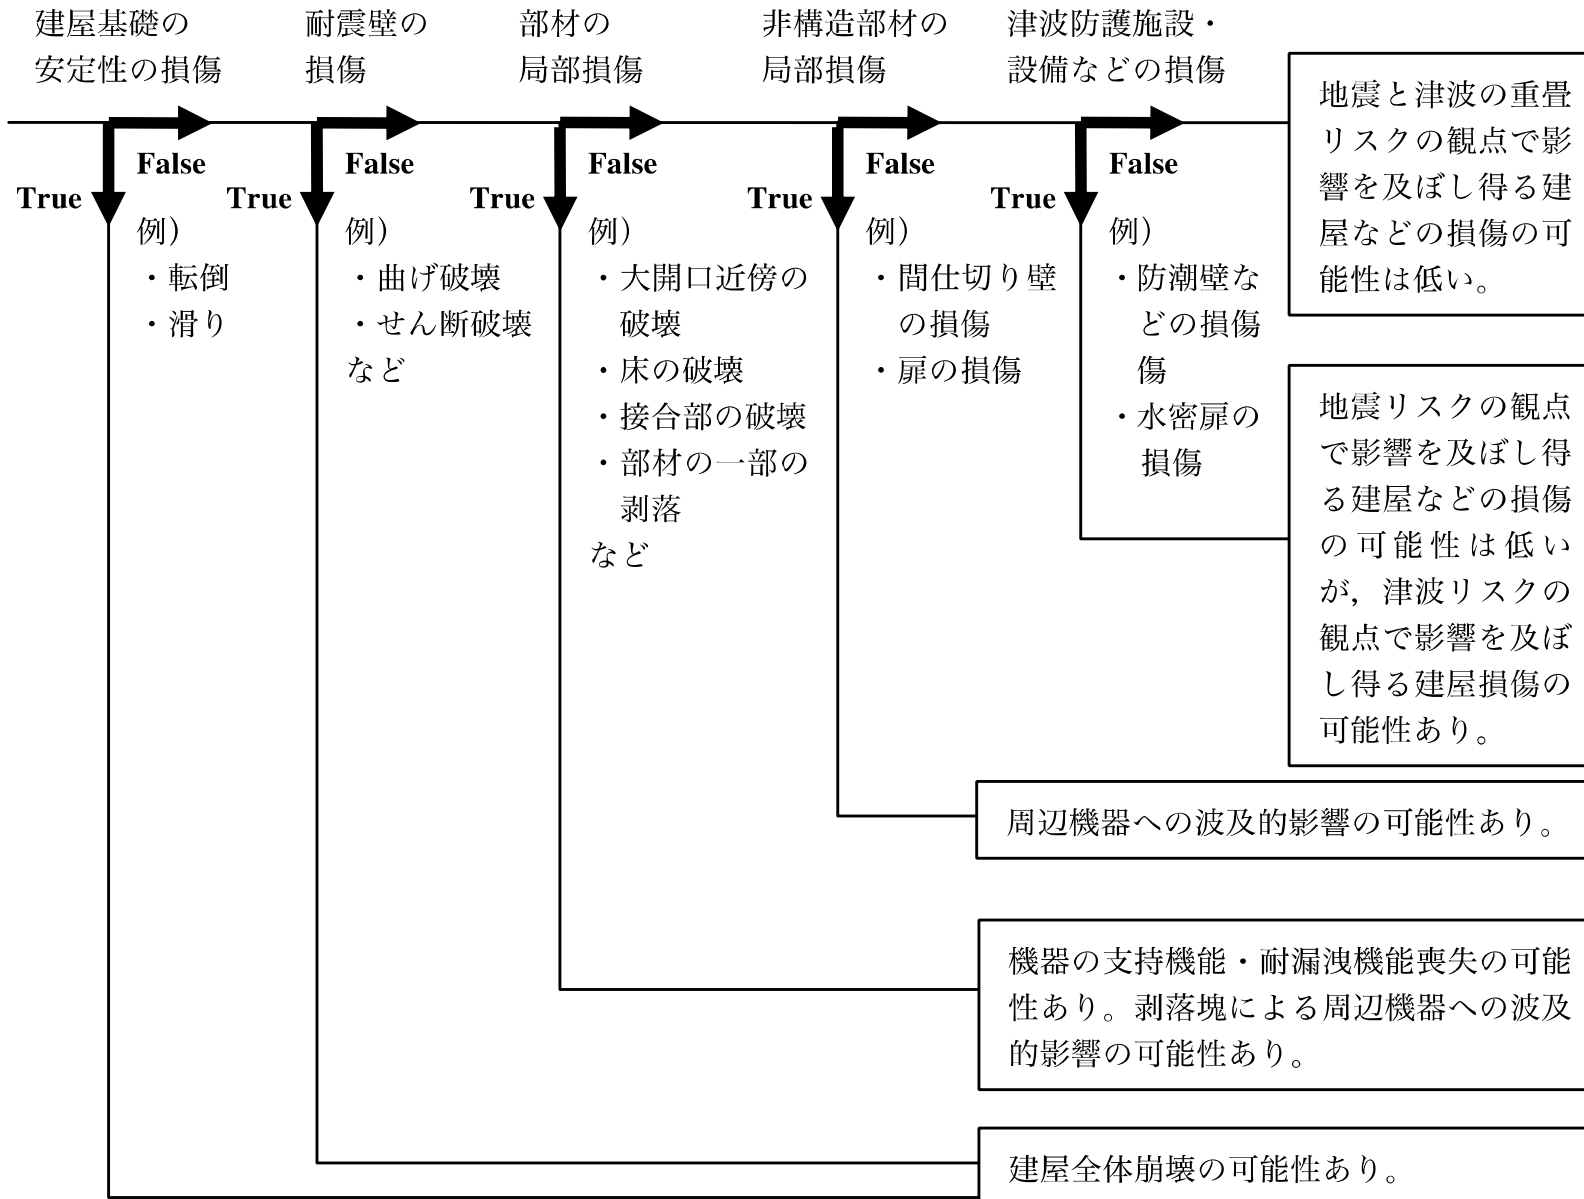 建屋基礎の
安定性の損傷
耐震壁の
損傷
部材の
局部損傷
非構造部材の
局部損傷
津波防護施設・
設備などの損傷
False
True
例）
・転倒
・滑り
False
True
例）
・曲げ破壊
・せん断破壊
など
False
True
例）
・大開口近傍の
破壊
・床の破壊
・接合部の破壊
・部材の一部の
剥落
など
False
True
例）
・間仕切り壁
の損傷
・扉の損傷
False
True
例）
・防潮壁な
どの損傷
傷
・水密扉の
損傷
地震と津波の重畳
リスクの観点で影
響を及ぼし得る建
屋などの損傷の可
能性は低い。
地震リスクの観点
で影響を及ぼし得
る建屋などの損傷
の可能性は低い
が，津波リスクの
観点で影響を及ぼ
し得る建屋損傷の
可能性あり。
周辺機器への波及的影響の可能性あり。
機器の支持機能・耐漏洩機能喪失の可能
性あり。剥落塊による周辺機器への波及
的影響の可能性あり。
建屋全体崩壊の可能性あり。